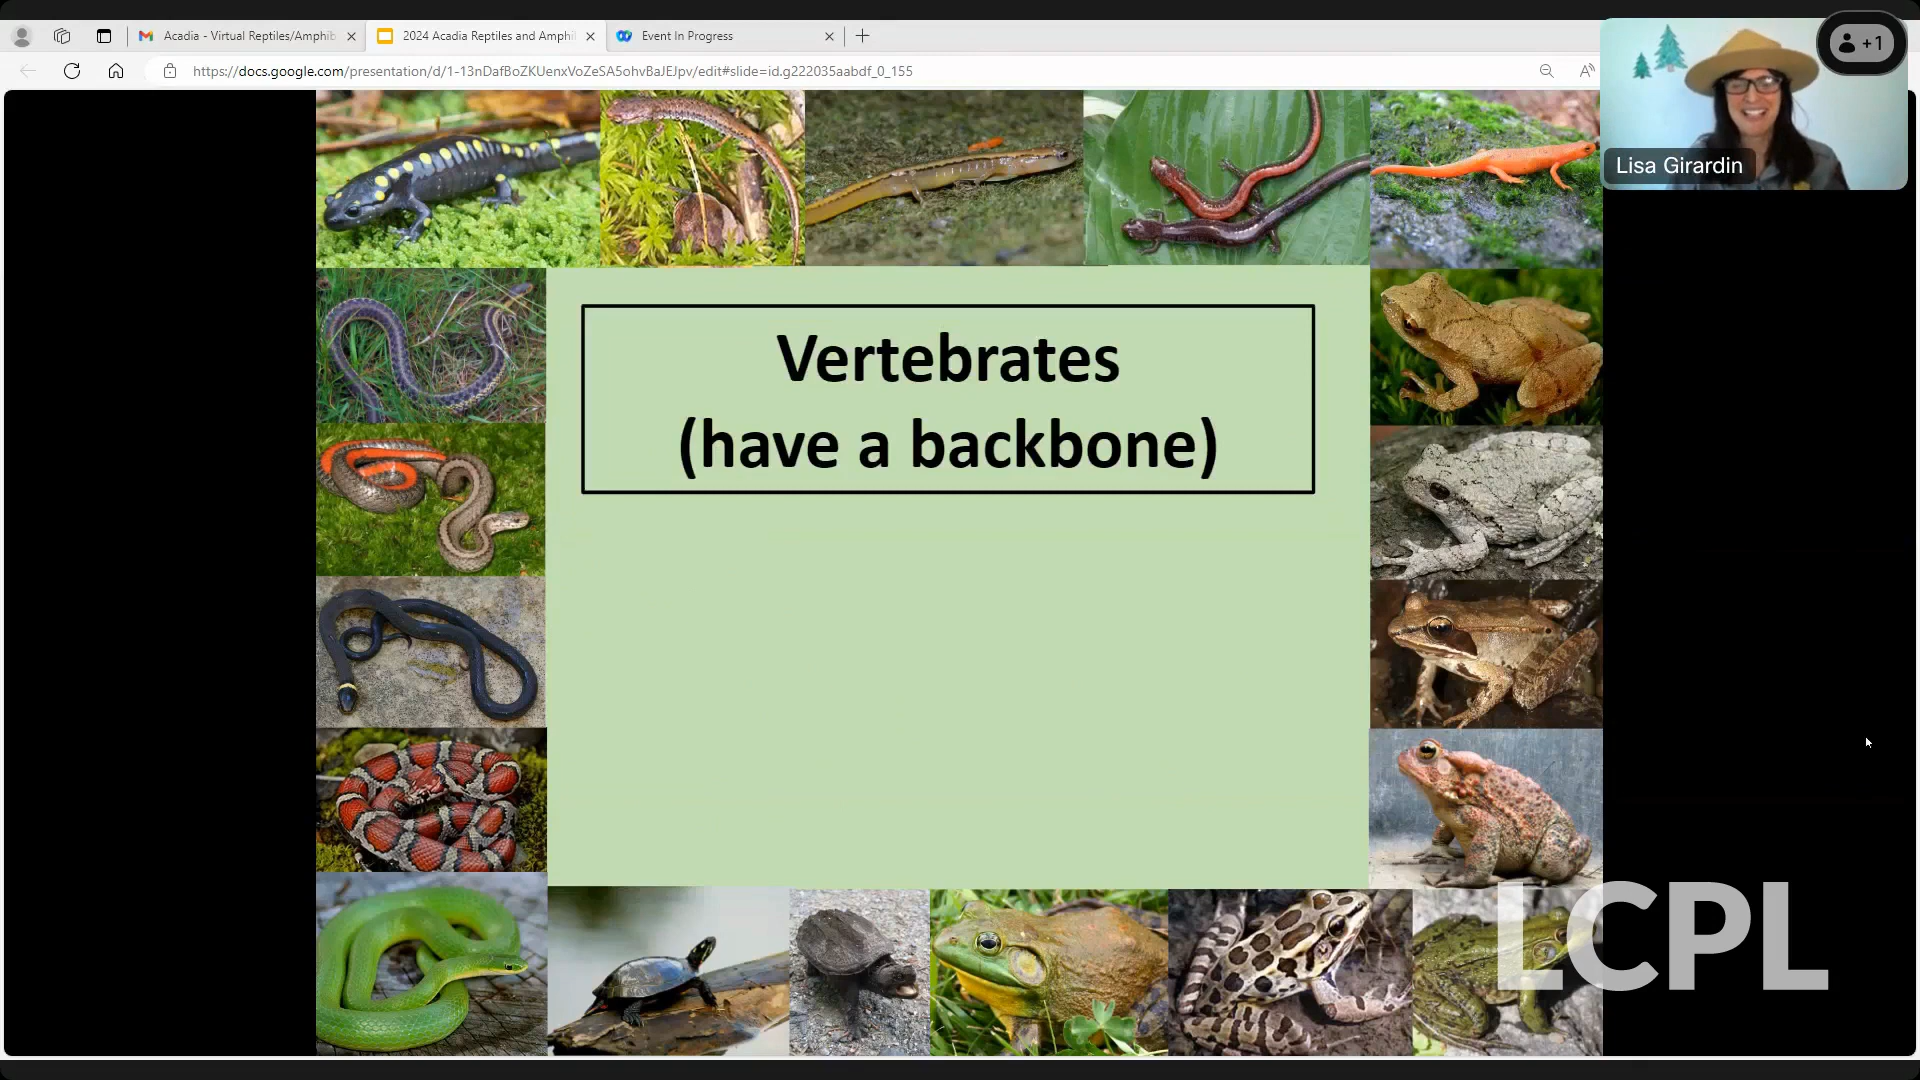 Acadia - Virtual Reptiles/Amphib
2024 Acadia Reptiles and Amphi
Event In Progress
https://docs.google.com/presentation/d/1-13nDafBoZKUenxVoZeSA5ohvBaJEJpv/edit#slide=id.g222035aabdf_0_155
+1
Lisa Girardin
Vertebrates
(have a backbone)
LCPL